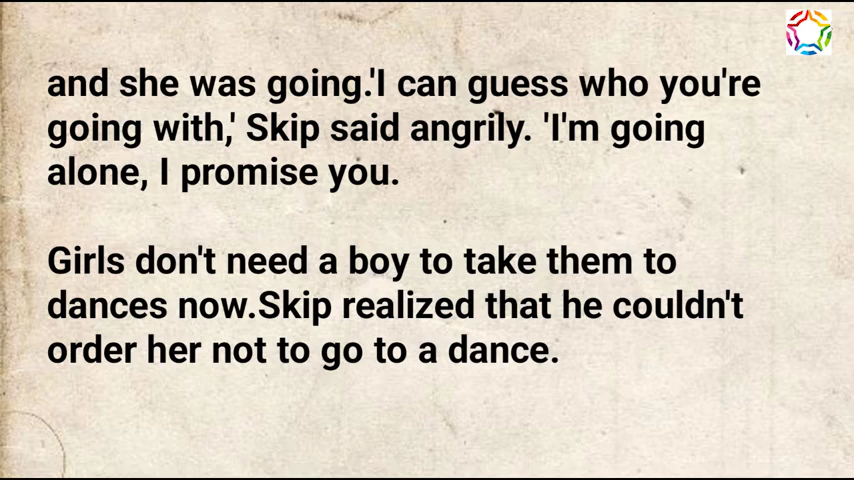 and she was going.'I can guess who you're
going with,' Skip said angrily. 'I'm going
alone, I promise you.
Girls don't need a boy to take them to
dances now.Skip realized that he couldn't
order her not to go to a dance.